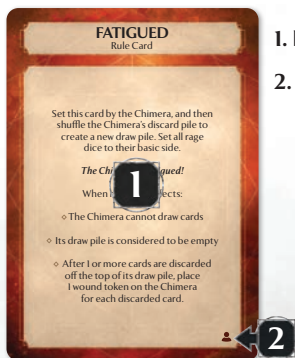 FATIGUED
Rule Card
Set this card by the Chimera, and then
shuffle the Chimera's discard pile to
create a new draw pile. Set all rage
dice to their basic side.
The
When
⋄ The Chimera cannot draw cards
⋄ Its draw pile is considered to be empty
⋄ After 1 or more cards are discarded
off the top of its draw pile, place
1 wound token on the Chimera
for each discarded card.
1
2
1.
2.